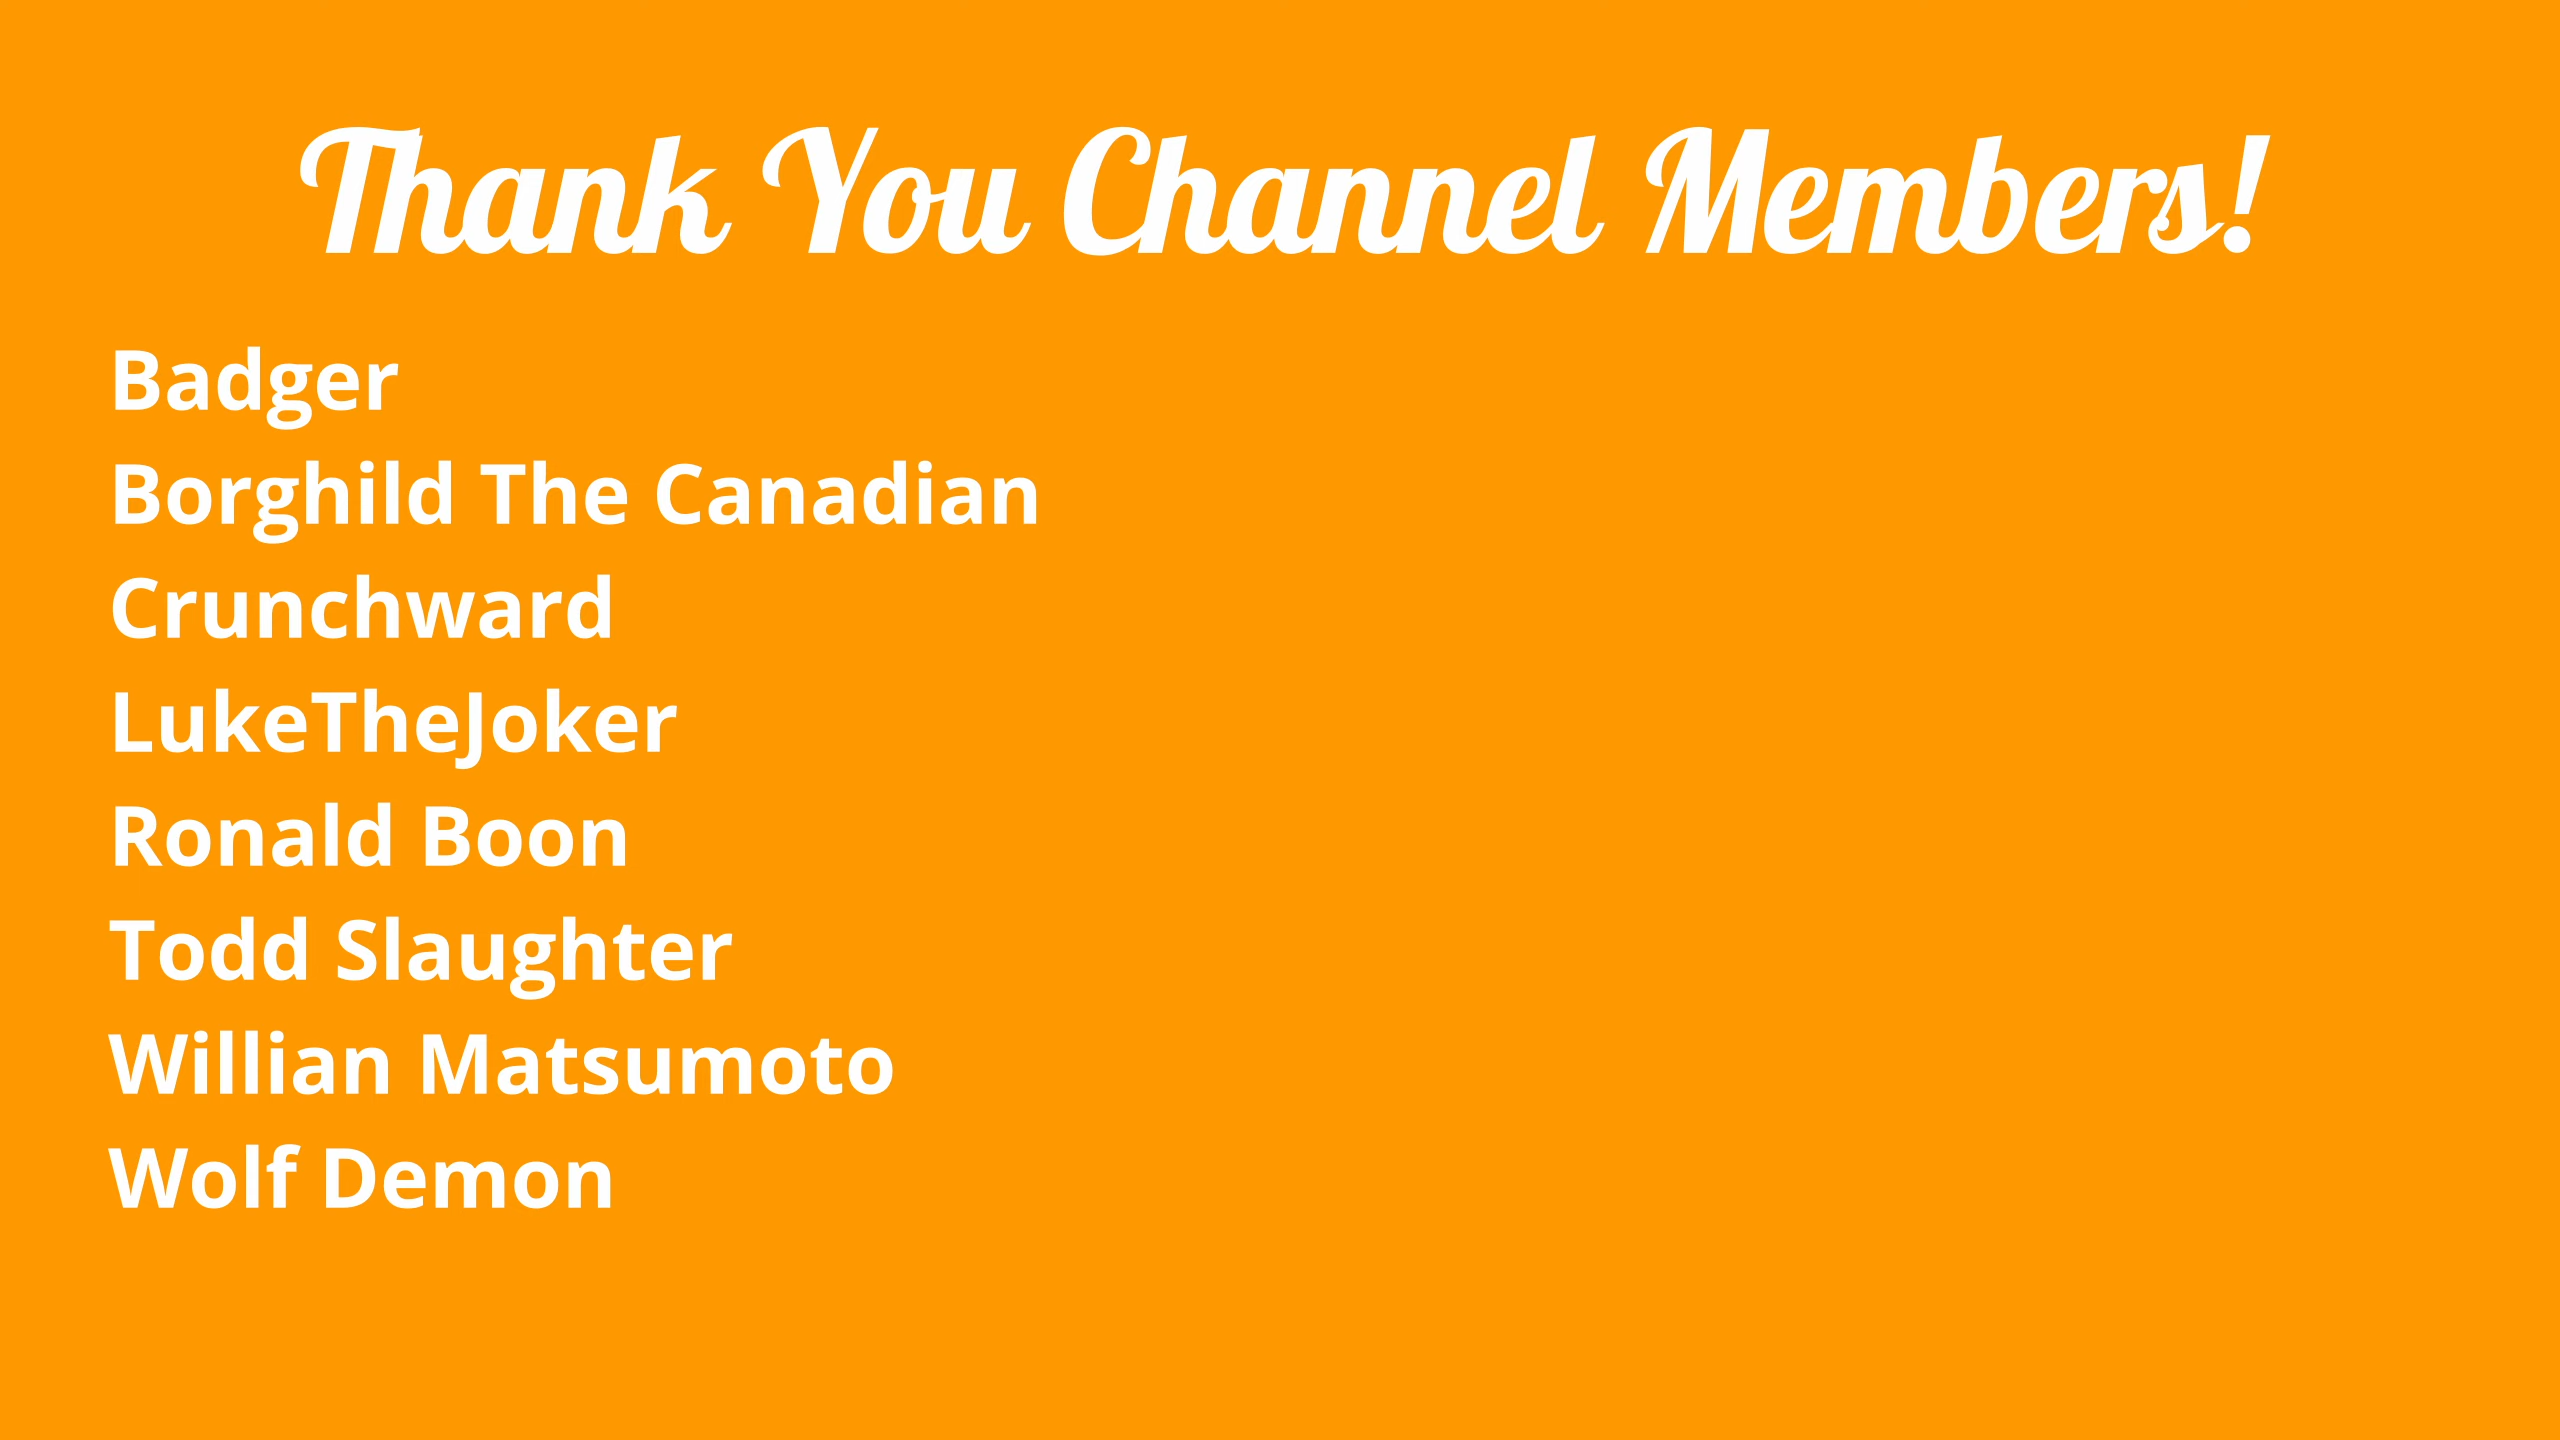 Thank You Channel Members!
Badger
Borghild The Canadian
Crunchward
LukeTheJoker
Ronald Boon
Todd Slaughter
Willian Matsumoto
Wolf Demon